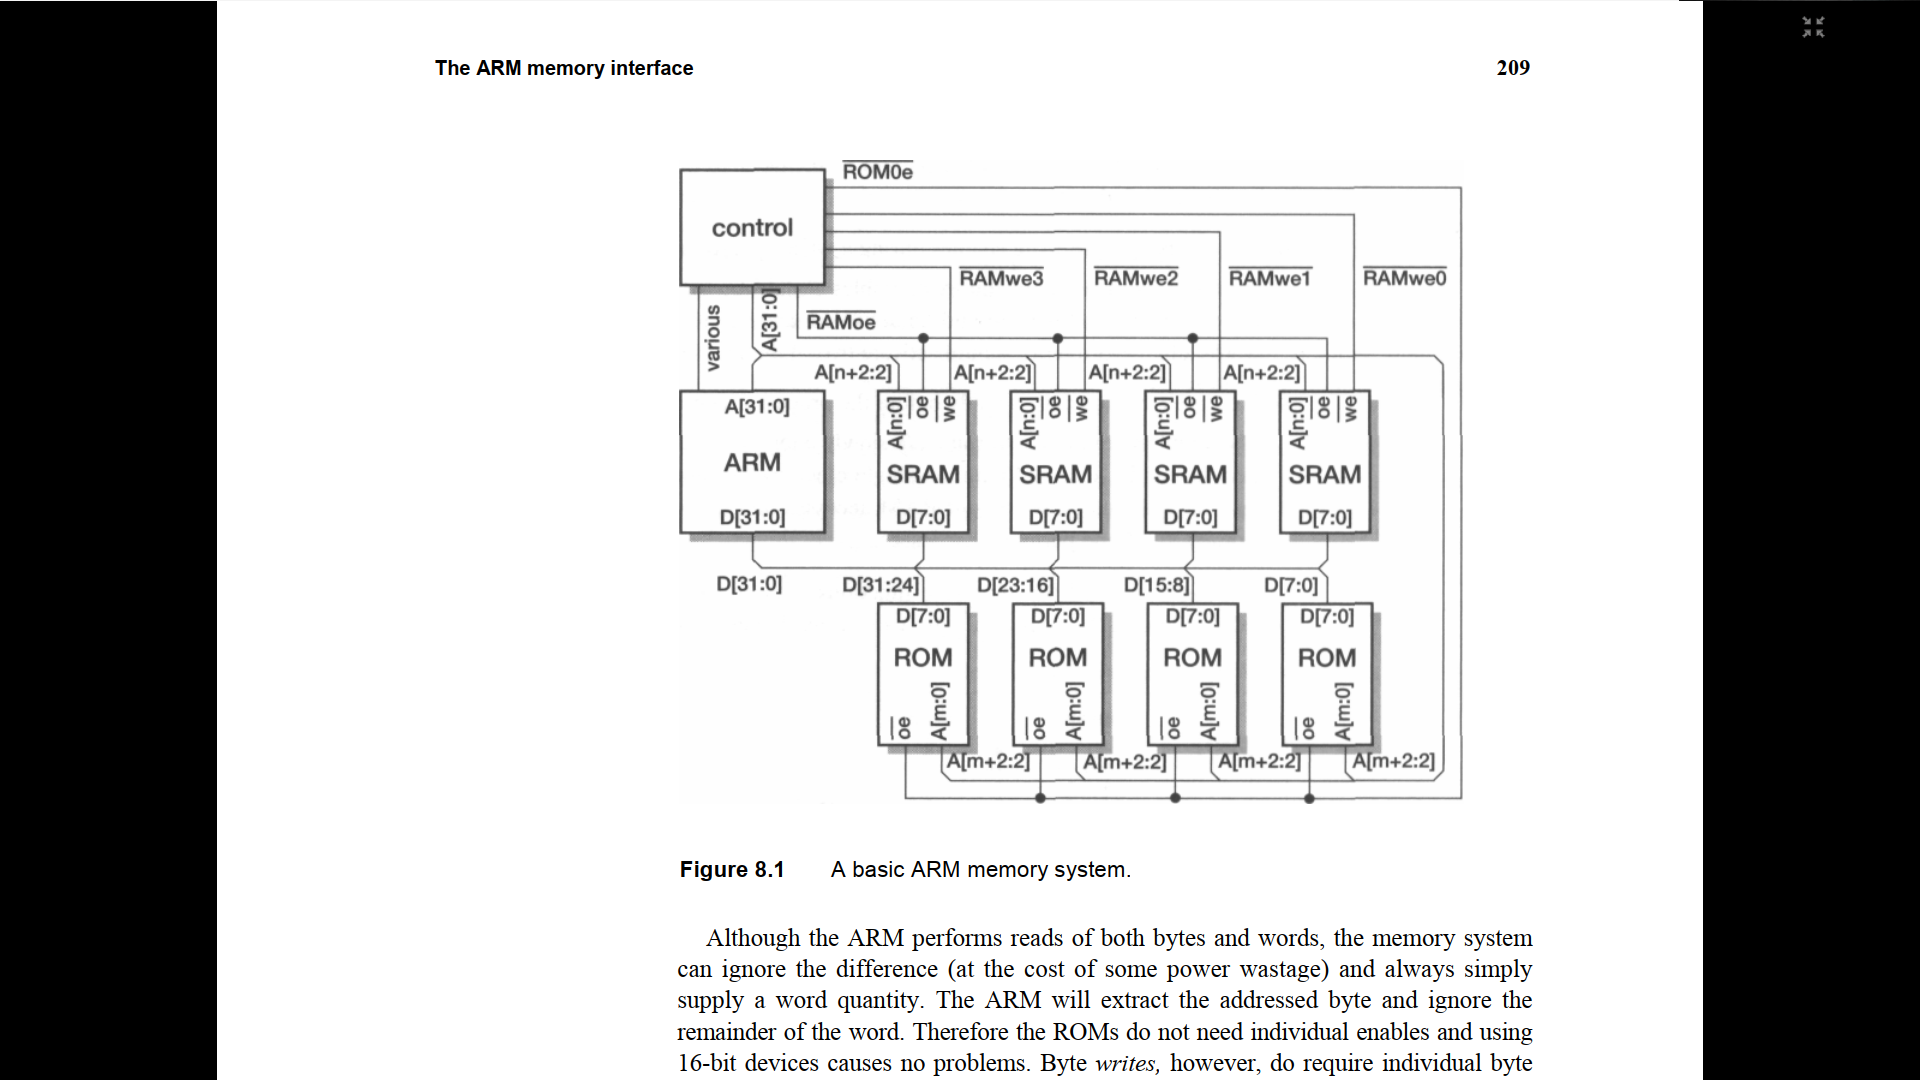 The ARM memory interface 209
ROM0e
control
RAMwe3 RAMwe2 RAMwe1 RAMwe0
various
A[31:0]
RAMoe
A[n+2:2] A[n+2:2] A[n+2:2] A[n+2:2]
A[31:0]
ARM
D[31:0]
A[n:0] oe we
SRAM
D[7:0]
A[n:0] oe we
SRAM
D[7:0]
A[n:0] oe we
SRAM
D[7:0]
A[n:0] oe we
SRAM
D[7:0]
D[31:0] D[31:24] D[23:16] D[15:8] D[7:0]
D[7:0]
ROM
oe A[m:0]
D[7:0]
ROM
oe A[m:0]
D[7:0]
ROM
oe A[m:0]
D[7:0]
ROM
oe A[m:0]
A[m+2:2] A[m+2:2] A[m+2:2] A[m+2:2]
Figure 8.1 A basic ARM memory system.
Although the ARM performs reads of both bytes and words, the memory system
can ignore the difference (at the cost of some power wastage) and always simply
supply a word quantity. The ARM will extract the addressed byte and ignore the
remainder of the word. Therefore the ROMs do not need individual enables and using
16-bit devices causes no problems. Byte writes, however, do require individual byte